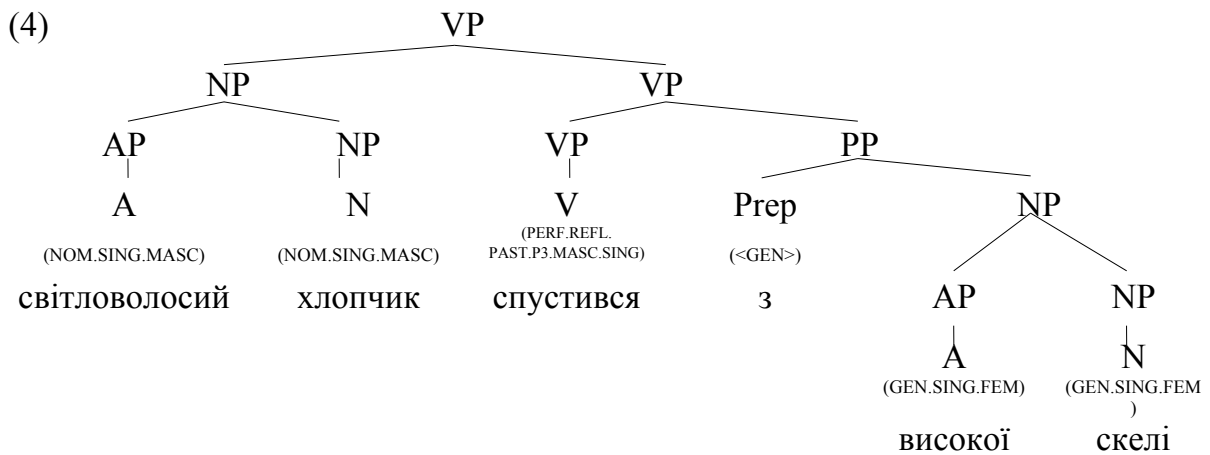 (4) VP
NP VP
AP NP VP PP
A N V Prep NP
(NOM.SING.MASC) (NOM.SING.MASC) (PERF.REFL. PAST.P3.MASC.SING) (<GEN>)
світловолосий хлопчик спустився з AP NP
A N
(GEN.SING.FEM) (GEN.SING.FEM)
високої скелі